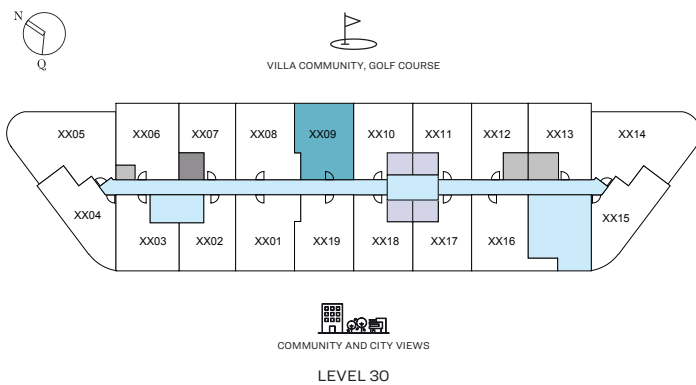 N
Q
VILLA COMMUNITY, GOLF COURSE
XX05
XX06
XX07
XX08
XX09
XX10
XX11
XX12
XX13
XX14
XX04
XX03
XX02
XX01
XX19
XX18
XX17
XX16
XX15
COMMUNITY AND CITY VIEWS
LEVEL 30